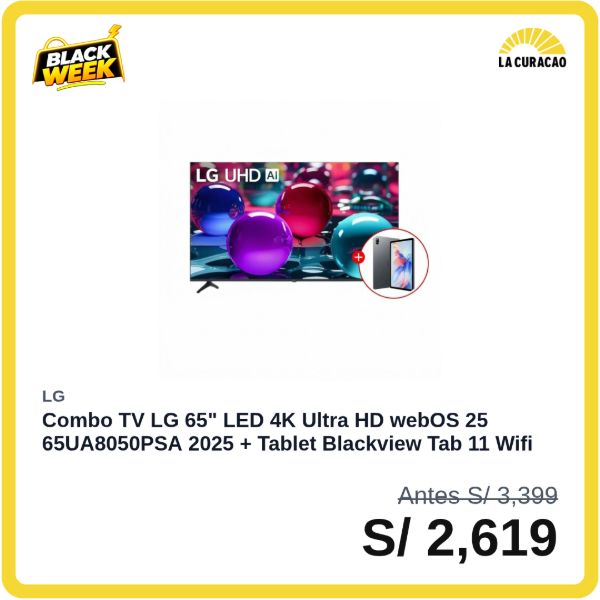 BLACK
WEEK
LA CURACAO
LG UHD AI
+
LG
Combo TV LG 65" LED 4K Ultra HD webOS 25
65UA8050PSA 2025 + Tablet Blackview Tab 11 Wifi
Antes S/ 3,399
S/ 2,619